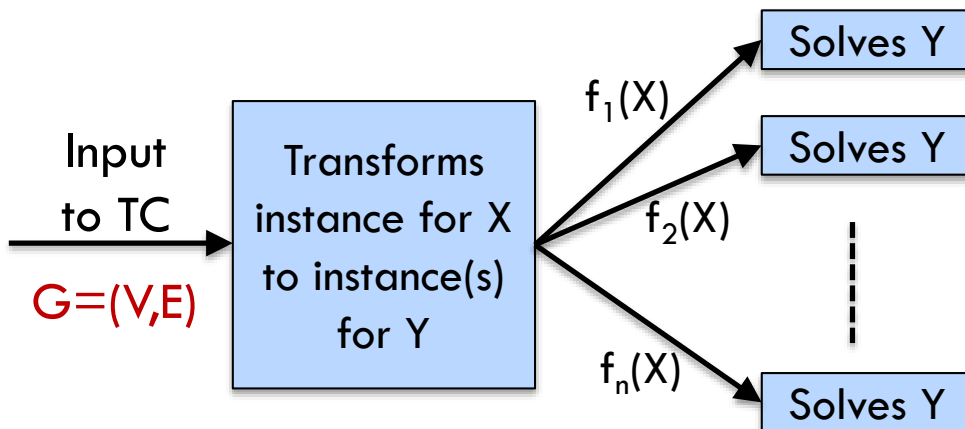 Input
to TC
G=(V,E)
Transforms
instance for X
to instance(s)
for Y
f₁(X)
f₂(X)
fₙ(X)
Solves Y
Solves Y
Solves Y